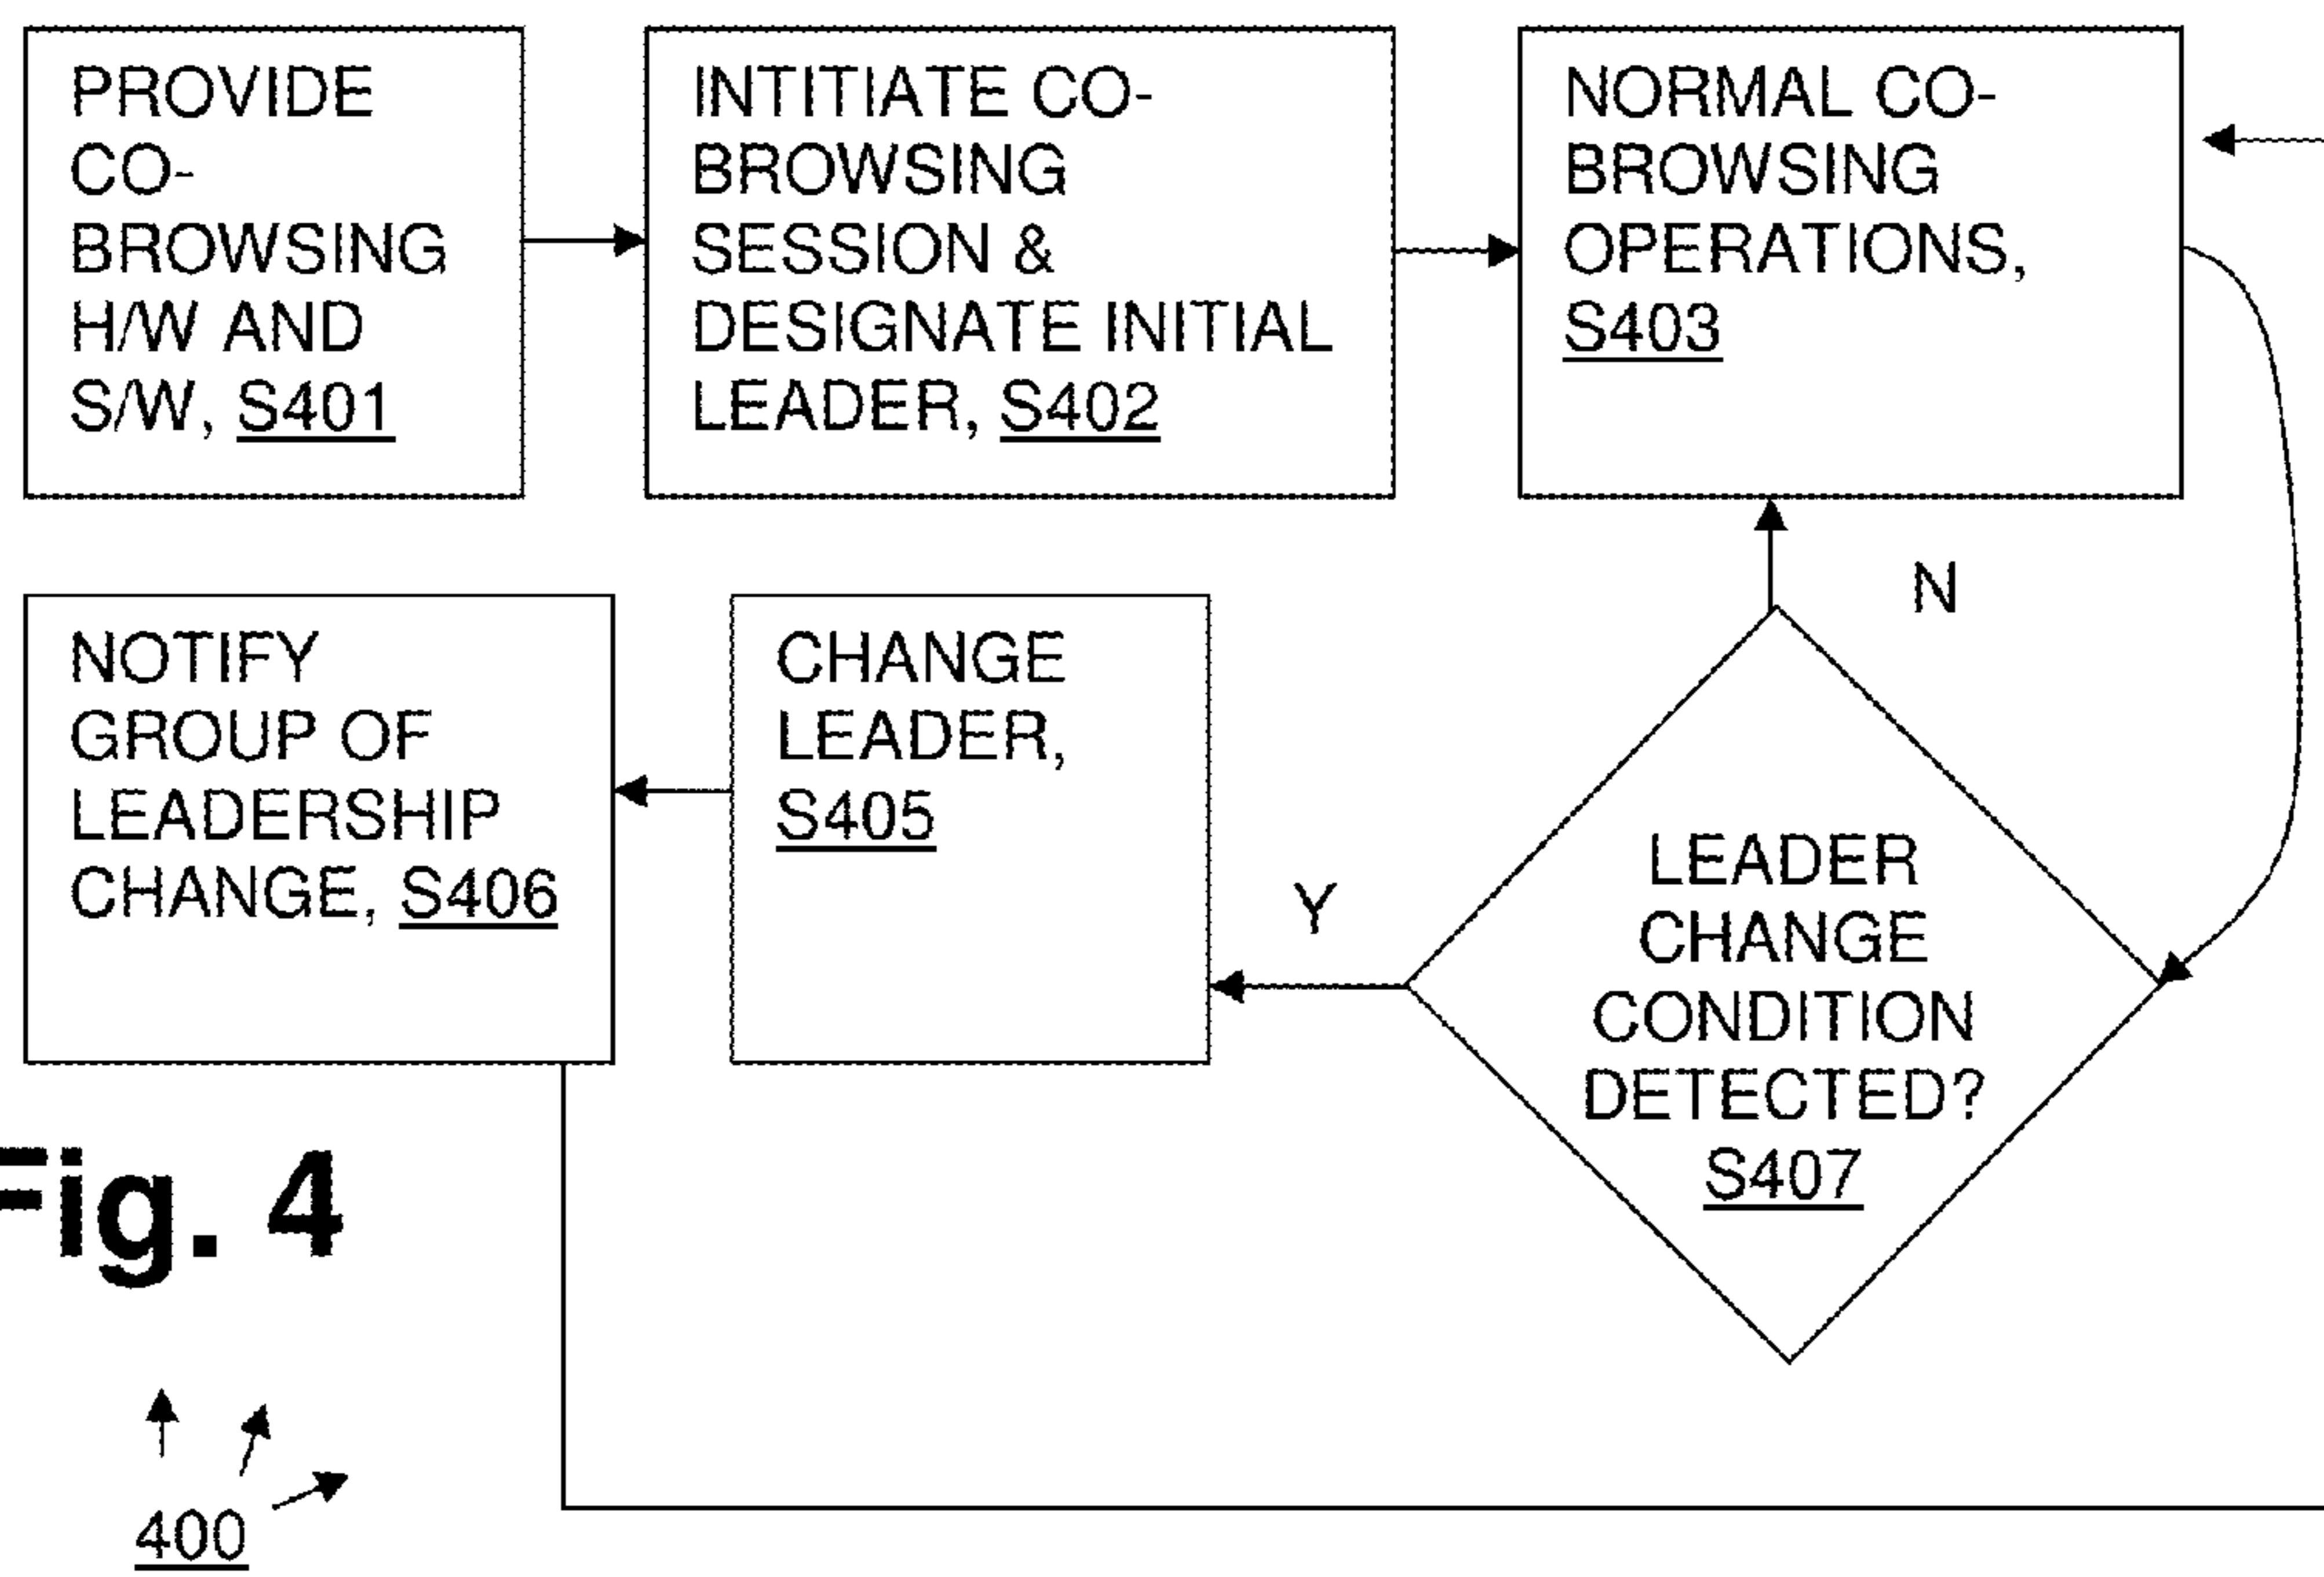 PROVIDE
CO-
BROWSING
H/W AND
S/W, S401
INTITIATE CO-
BROWSING
SESSION &
DESIGNATE INITIAL
LEADER, S402
NORMAL CO-
BROWSING
OPERATIONS,
S403
N
LEADER
CHANGE
CONDITION
DETECTED?
S407
Y
CHANGE
LEADER,
S405
NOTIFY
GROUP OF
LEADERSHIP
CHANGE, S406
Fig. 4
400